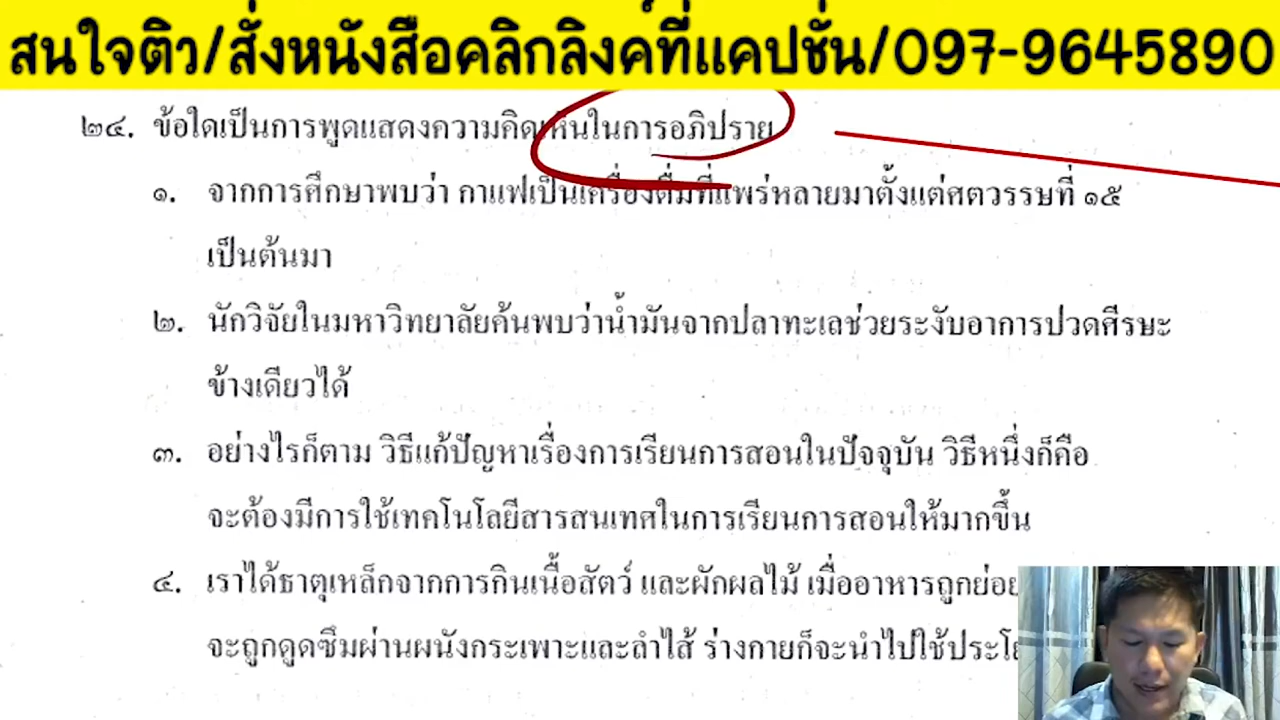 สนใจติว/สั่งหนังสือคลิกลิงค์ที่แคปชั่น/097-9645890
๒๔. ข้อใดเป็นการพูดแสดงความคิดเห็นในการอภิปราย
๑. จากการศึกษาพบว่า กาแฟเป็นเครื่องดื่มที่แพร่หลายมาตั้งแต่ศตวรรษที่ ๑๕
เป็นต้นมา
๒. นักวิจัยในมหาวิทยาลัยค้นพบว่าน้ำมันจากปลาทะเลช่วยระงับอาการปวดศีรษะ
ข้างเดียวได้
๓. อย่างไรก็ตาม วิธีแก้ปัญหาเรื่องการเรียนการสอนในปัจจุบัน วิธีหนึ่งก็คือ
จะต้องมีการใช้เทคโนโลยีสารสนเทศในการเรียนการสอนให้มากขึ้น
๔. เราได้ธาตุเหล็กจากการกินเนื้อสัตว์ และผักผลไม้ เมื่ออาหารถูกย่อย
จะถูกดูดซึมผ่านผนังกระเพาะและลำไส้ ร่างกายก็จะนำไปใช้